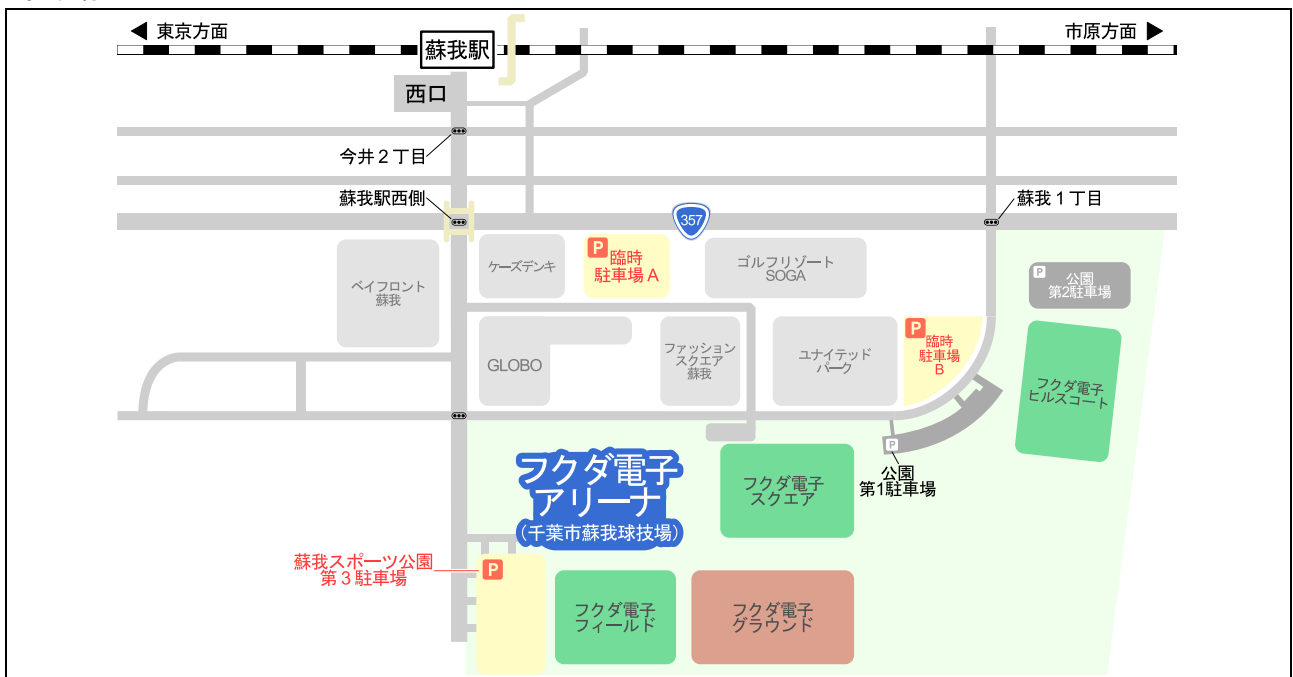 東京方面
市原方面
蘇我駅
西口
今井2丁目
蘇我駅西側
蘇我1丁目
357
ケーズデンキ
P
臨時
駐車場 A
ゴルフリゾート
SOGA
ベイフロント
蘇我
P
公園
第2駐車場
GLOBO
ファッション
スクエア
蘇我
ユナイテッド
パーク
P
臨時
駐車場
B
フクダ電子
ヒルスコート
P
公園
第1駐車場
フクダ電子
アリーナ
(千葉市蘇我球技場)
フクダ電子
スクエア
蘇我スポーツ公園
第3駐車場
P
フクダ電子
フィールド
フクダ電子
グラウンド